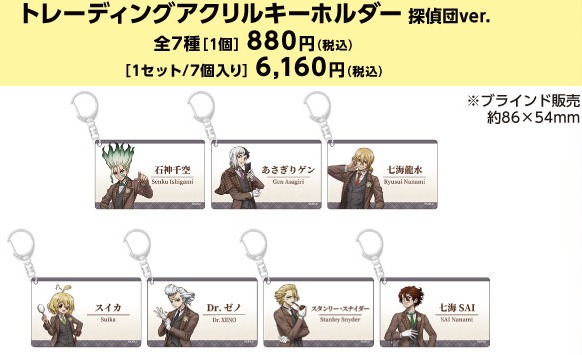 トレーディングアクリルキーホルダー 探偵団ver.
全7種[1個] 880円(税込)
[1セット/7個入り] 6,160円(税込)
※ブラインド販売
約86×54mm
石神千空
Senku Ishigami
あさぎりゲン
Gen Asagiri
七海龍水
Ryusui Nanami
スイカ
Suika
Dr. ゼノ
Dr. XENO
スタンリー・スナイダー
Stanley Snyder
七海 SAI
SAI Nanami